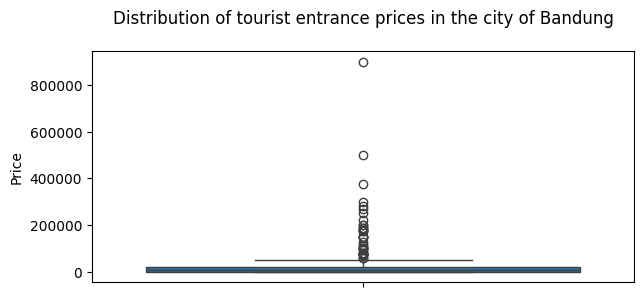 Distribution of tourist entrance prices in the city of Bandung
800000
600000
400000
200000
0
Price